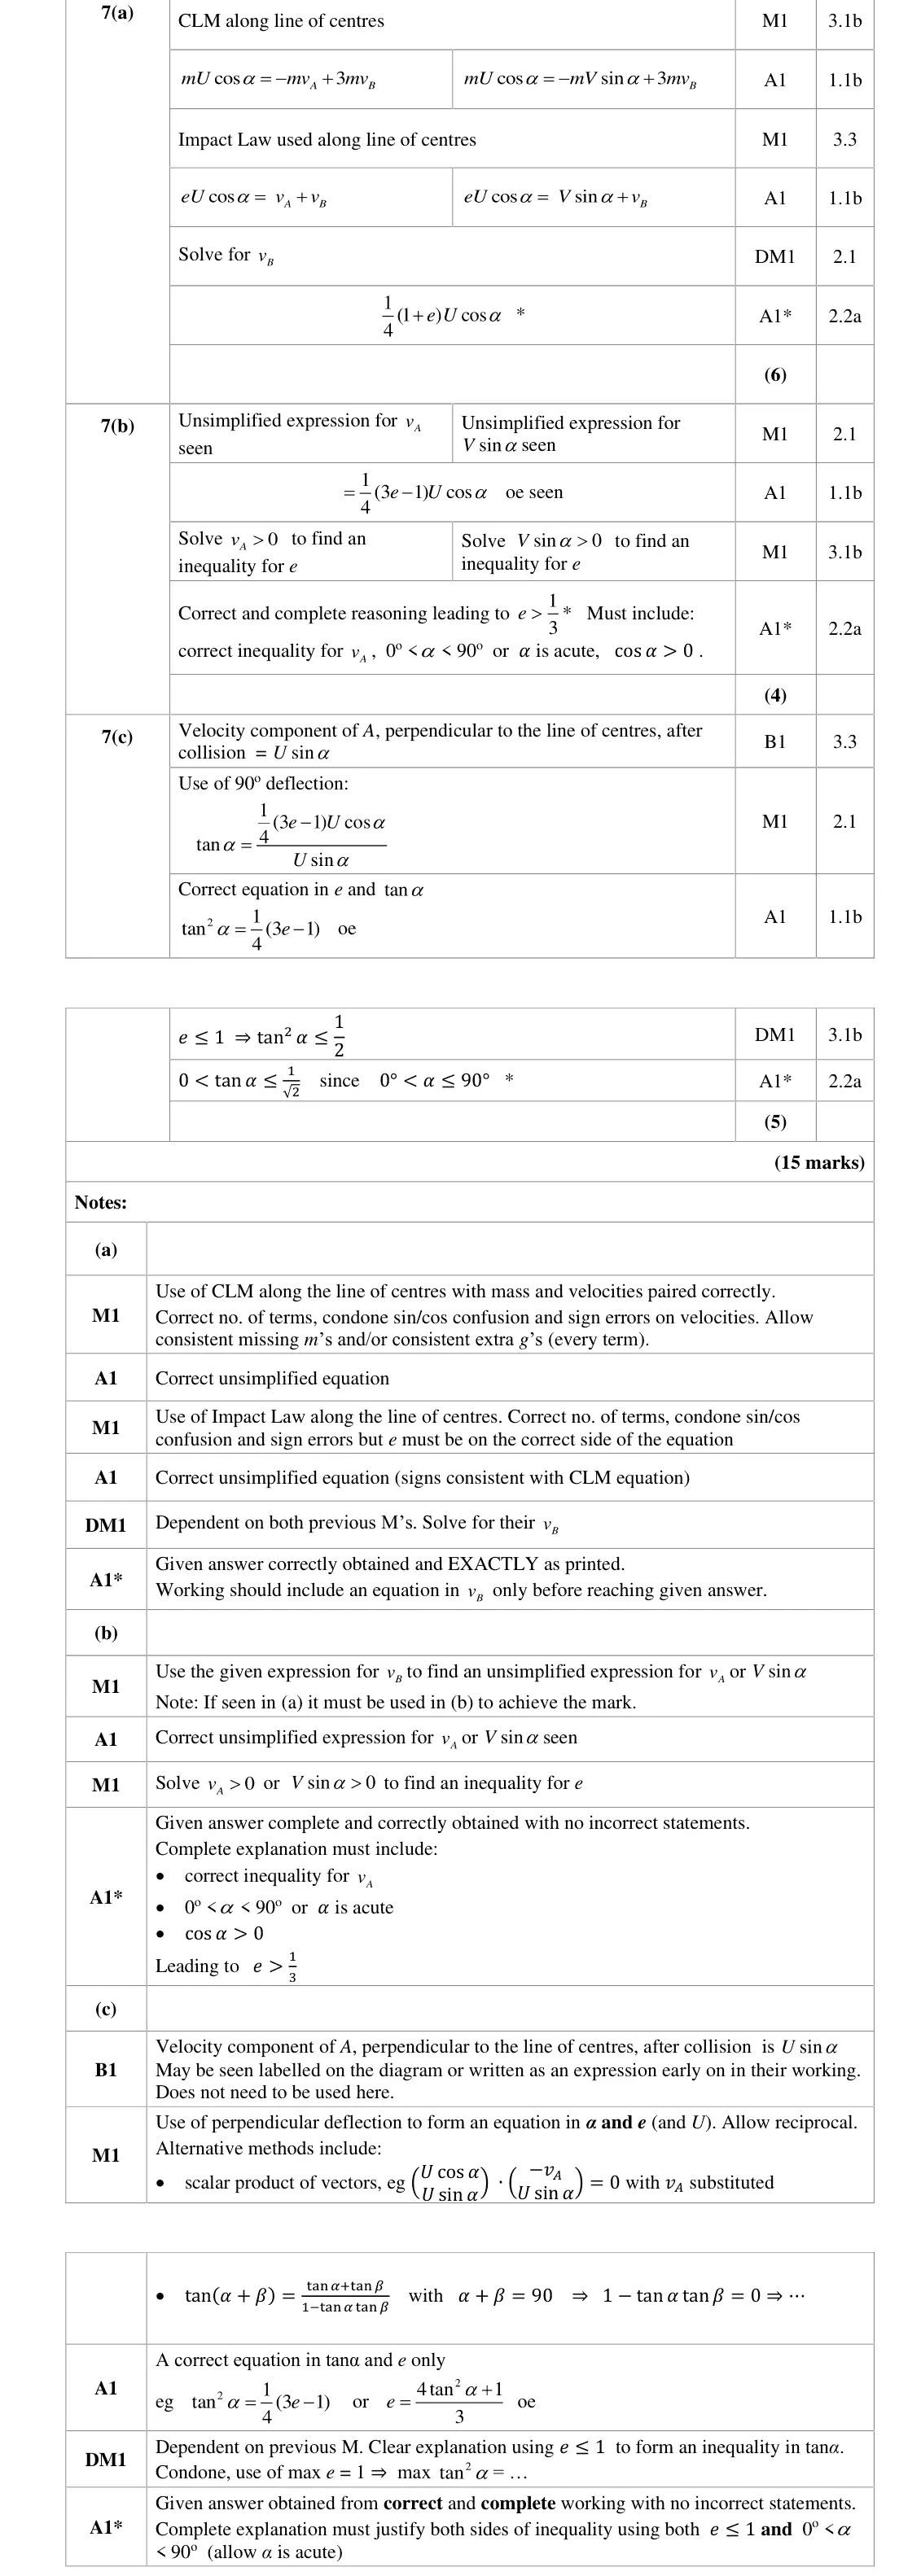 7(a) CLM along line of centres M1 3.1b
mU cos α = −mv_A + 3mv_B mU cos α = −mV sin α + 3mv_B A1 1.1b
Impact Law used along line of centres M1 3.3
eU cos α = v_A + v_B eU cos α = V sin α + v_B A1 1.1b
Solve for v_B DM1 2.1
1/4 (1 + e)U cos α * A1* 2.2a
(6)
7(b) Unsimplified expression for v_A
seen
Unsimplified expression for
V sin α seen
M1 2.1
= 1/4 (3e − 1)U cos α oe seen A1 1.1b
Solve v_A > 0 to find an
inequality for e
Solve V sin α > 0 to find an
inequality for e
M1 3.1b
Correct and complete reasoning leading to e > 1/3 * Must include:
correct inequality for v_A , 0º < α < 90º or α is acute, cos α > 0 .
A1* 2.2a
(4)
7(c) Velocity component of A, perpendicular to the line of centres, after
collision = U sin α
B1 3.3
Use of 90º deflection:
tan α = (1/4 (3e − 1)U cos α) / (U sin α)
M1 2.1
Correct equation in e and tan α
tan² α = 1/4 (3e − 1) oe
A1 1.1b
e ≤ 1 ⇒ tan² α ≤ 1/2 DM1 3.1b
0 < tan α ≤ 1/√2 since 0° < α ≤ 90° * A1* 2.2a
(5)
(15 marks)
Notes:
(a)
M1 Use of CLM along the line of centres with mass and velocities paired correctly.
Correct no. of terms, condone sin/cos confusion and sign errors on velocities. Allow
consistent missing m’s and/or consistent extra g’s (every term).
A1 Correct unsimplified equation
M1 Use of Impact Law along the line of centres. Correct no. of terms, condone sin/cos
confusion and sign errors but e must be on the correct side of the equation
A1 Correct unsimplified equation (signs consistent with CLM equation)
DM1 Dependent on both previous M’s. Solve for their v_B
A1* Given answer correctly obtained and EXACTLY as printed.
Working should include an equation in v_B only before reaching given answer.
(b)
M1 Use the given expression for v_B to find an unsimplified expression for v_A or V sin α
Note: If seen in (a) it must be used in (b) to achieve the mark.
A1 Correct unsimplified expression for v_A or V sin α seen
M1 Solve v_A > 0 or V sin α > 0 to find an inequality for e
A1* Given answer complete and correctly obtained with no incorrect statements.
Complete explanation must include:
• correct inequality for v_A
• 0º < α < 90º or α is acute
• cos α > 0
Leading to e > 1/3
(c)
B1 Velocity component of A, perpendicular to the line of centres, after collision is U sin α
May be seen labelled on the diagram or written as an expression early on in their working.
Does not need to be used here.
M1 Use of perpendicular deflection to form an equation in α and e (and U). Allow reciprocal.
Alternative methods include:
• scalar product of vectors, eg (U cos α / U sin α) · (−v_A / U sin α) = 0 with v_A substituted
• tan(α + β) = (tan α + tan β) / (1 − tan α tan β) with α + β = 90 ⇒ 1 − tan α tan β = 0 ⇒ ⋯
A1 A correct equation in tanα and e only
eg tan² α = 1/4 (3e − 1) or e = (4 tan² α + 1) / 3 oe
DM1 Dependent on previous M. Clear explanation using e ≤ 1 to form an inequality in tanα.
Condone, use of max e = 1 ⇒ max tan² α = …
A1* Given answer obtained from correct and complete working with no incorrect statements.
Complete explanation must justify both sides of inequality using both e ≤ 1 and 0º < α
< 90º (allow α is acute)